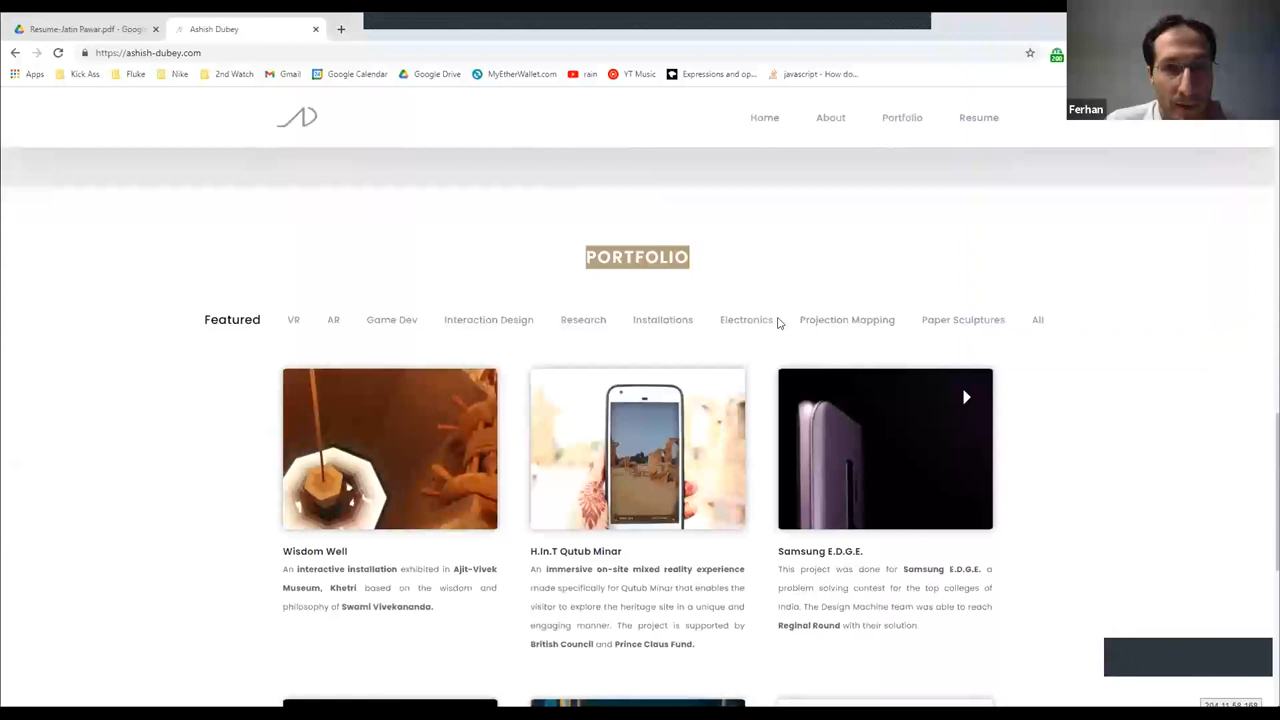 Resume-Jatin Pawar.pdf - Goog
Ashish Dubey
https://ashish-dubey.com
Apps Kick Ass Fluke Nike 2nd Watch Gmail Google Calendar Google Drive MyEtherWallet.com rain YT Music Expressions and op... javascript - How do...
200
Ferhan
Home About Portfolio Resume
PORTFOLIO
Featured VR AR Game Dev Interaction Design Research Installations Electronics Projection Mapping Paper Sculptures All
Wisdom Well
An interactive installation exhibited in Ajit-Vivek
Museum, Khetri based on the wisdom and
philosophy of Swami Vivekananda.
H.In.T Qutub Minar
An immersive on-site mixed reality experience
made specifically for Qutub Minar that enables the
visitor to explore the heritage site in a unique and
engaging manner. The project is supported by
British Council and Prince Claus Fund.
Samsung E.D.G.E.
This project was done for Samsung E.D.G.E. a
problem solving contest for the top colleges of
India. The Design Machine team was able to reach
Reginal Round with their solution.